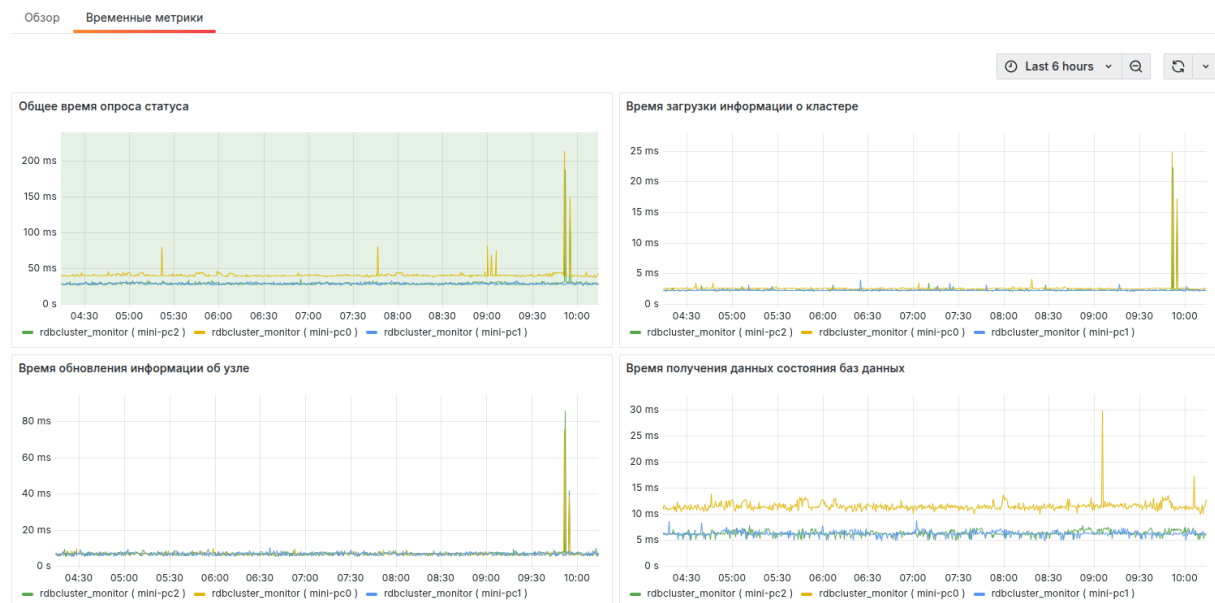 Обзор Временные метрики
Last 6 hours
Общее время опроса статуса
200 ms
150 ms
100 ms
50 ms
0 s
04:30 05:00 05:30 06:00 06:30 07:00 07:30 08:00 08:30 09:00 09:30 10:00
rdbcluster_monitor ( mini-pc2 ) rdbcluster_monitor ( mini-pc0 ) rdbcluster_monitor ( mini-pc1 )
Время загрузки информации о кластере
25 ms
20 ms
15 ms
10 ms
5 ms
0 s
04:30 05:00 05:30 06:00 06:30 07:00 07:30 08:00 08:30 09:00 09:30 10:00
rdbcluster_monitor ( mini-pc2 ) rdbcluster_monitor ( mini-pc0 ) rdbcluster_monitor ( mini-pc1 )
Время обновления информации об узле
80 ms
60 ms
40 ms
20 ms
0 s
04:30 05:00 05:30 06:00 06:30 07:00 07:30 08:00 08:30 09:00 09:30 10:00
rdbcluster_monitor ( mini-pc2 ) rdbcluster_monitor ( mini-pc0 ) rdbcluster_monitor ( mini-pc1 )
Время получения данных состояния баз данных
30 ms
25 ms
20 ms
15 ms
10 ms
5 ms
0 s
04:30 05:00 05:30 06:00 06:30 07:00 07:30 08:00 08:30 09:00 09:30 10:00
rdbcluster_monitor ( mini-pc2 ) rdbcluster_monitor ( mini-pc0 ) rdbcluster_monitor ( mini-pc1 )